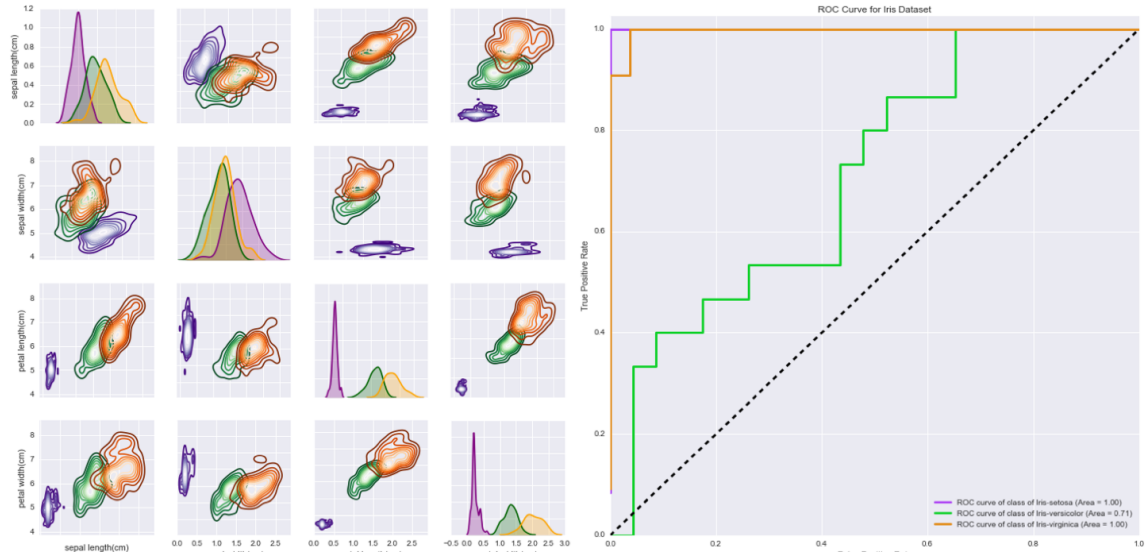 ROC Curve for Iris Dataset
sepal length(cm)
1.2
1.0
0.8
0.6
0.4
0.2
0.0
sepal width(cm)
8
7
6
5
4
petal length(cm)
8
7
6
5
4
petal width(cm)
8
7
6
5
4
sepal length(cm)
0.0 0.5 1.0 1.5 2.0 2.5
0.0 0.5 1.0 1.5 2.0 2.5
−0.5 0.0 0.5 1.0 1.5 2.0 2.5 3.0
True Positive Rate
1.0
0.8
0.6
0.4
0.2
0.0
0.0 0.2 0.4 0.6 0.8 1.0
ROC curve of class of Iris-setosa (Area = 1.00)
ROC curve of class of Iris-versicolor (Area = 0.71)
ROC curve of class of Iris-virginica (Area = 1.00)